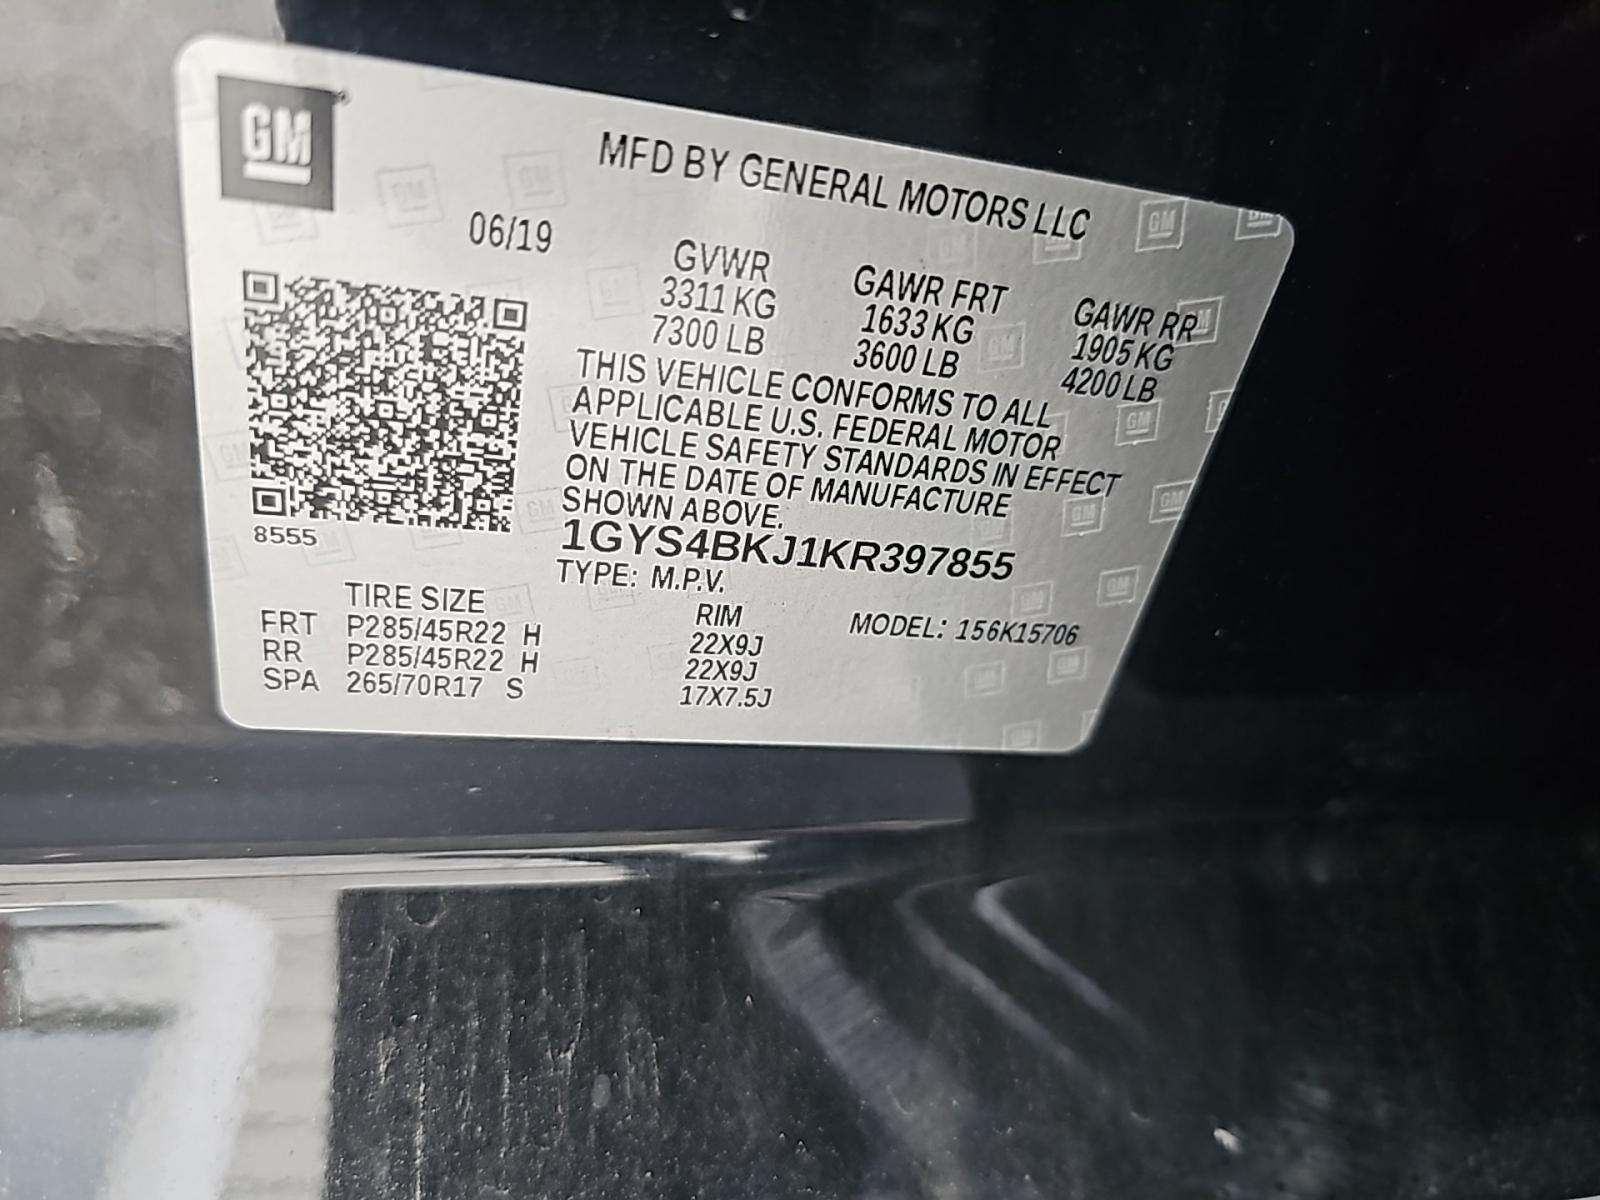 GM
MFD BY GENERAL MOTORS LLC
06/19
GVWR GAWR FRT GAWR RR
3311 KG 1633 KG 1905 KG
7300 LB 3600 LB 4200 LB
THIS VEHICLE CONFORMS TO ALL
APPLICABLE U.S. FEDERAL MOTOR
VEHICLE SAFETY STANDARDS IN EFFECT
ON THE DATE OF MANUFACTURE
SHOWN ABOVE.
8555
1GYS4BKJ1KR397855
TYPE: M.P.V.
TIRE SIZE RIM MODEL: 156K15706
FRT P285/45R22 H 22X9J
RR P285/45R22 H 22X9J
SPA 265/70R17 S 17X7.5J